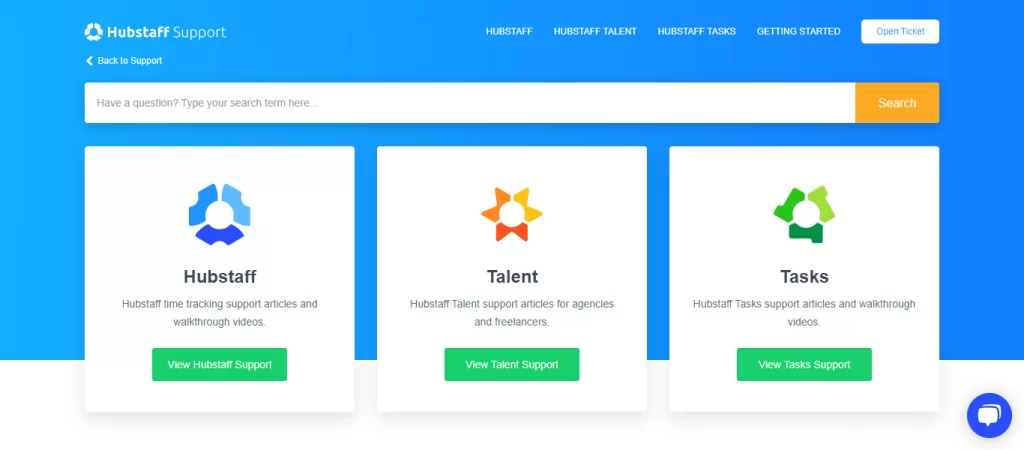 Hubstaff Support
HUBSTAFF
HUBSTAFF TALENT
HUBSTAFF TASKS
GETTING STARTED
Open Ticket
Back to Support
Have a question? Type your search term here...
Search
Hubstaff
Hubstaff time tracking support articles and
walkthrough videos.
View Hubstaff Support
Talent
Hubstaff Talent support articles for agencies
and freelancers.
View Talent Support
Tasks
Hubstaff Tasks support articles and walkthrough
videos.
View Tasks Support